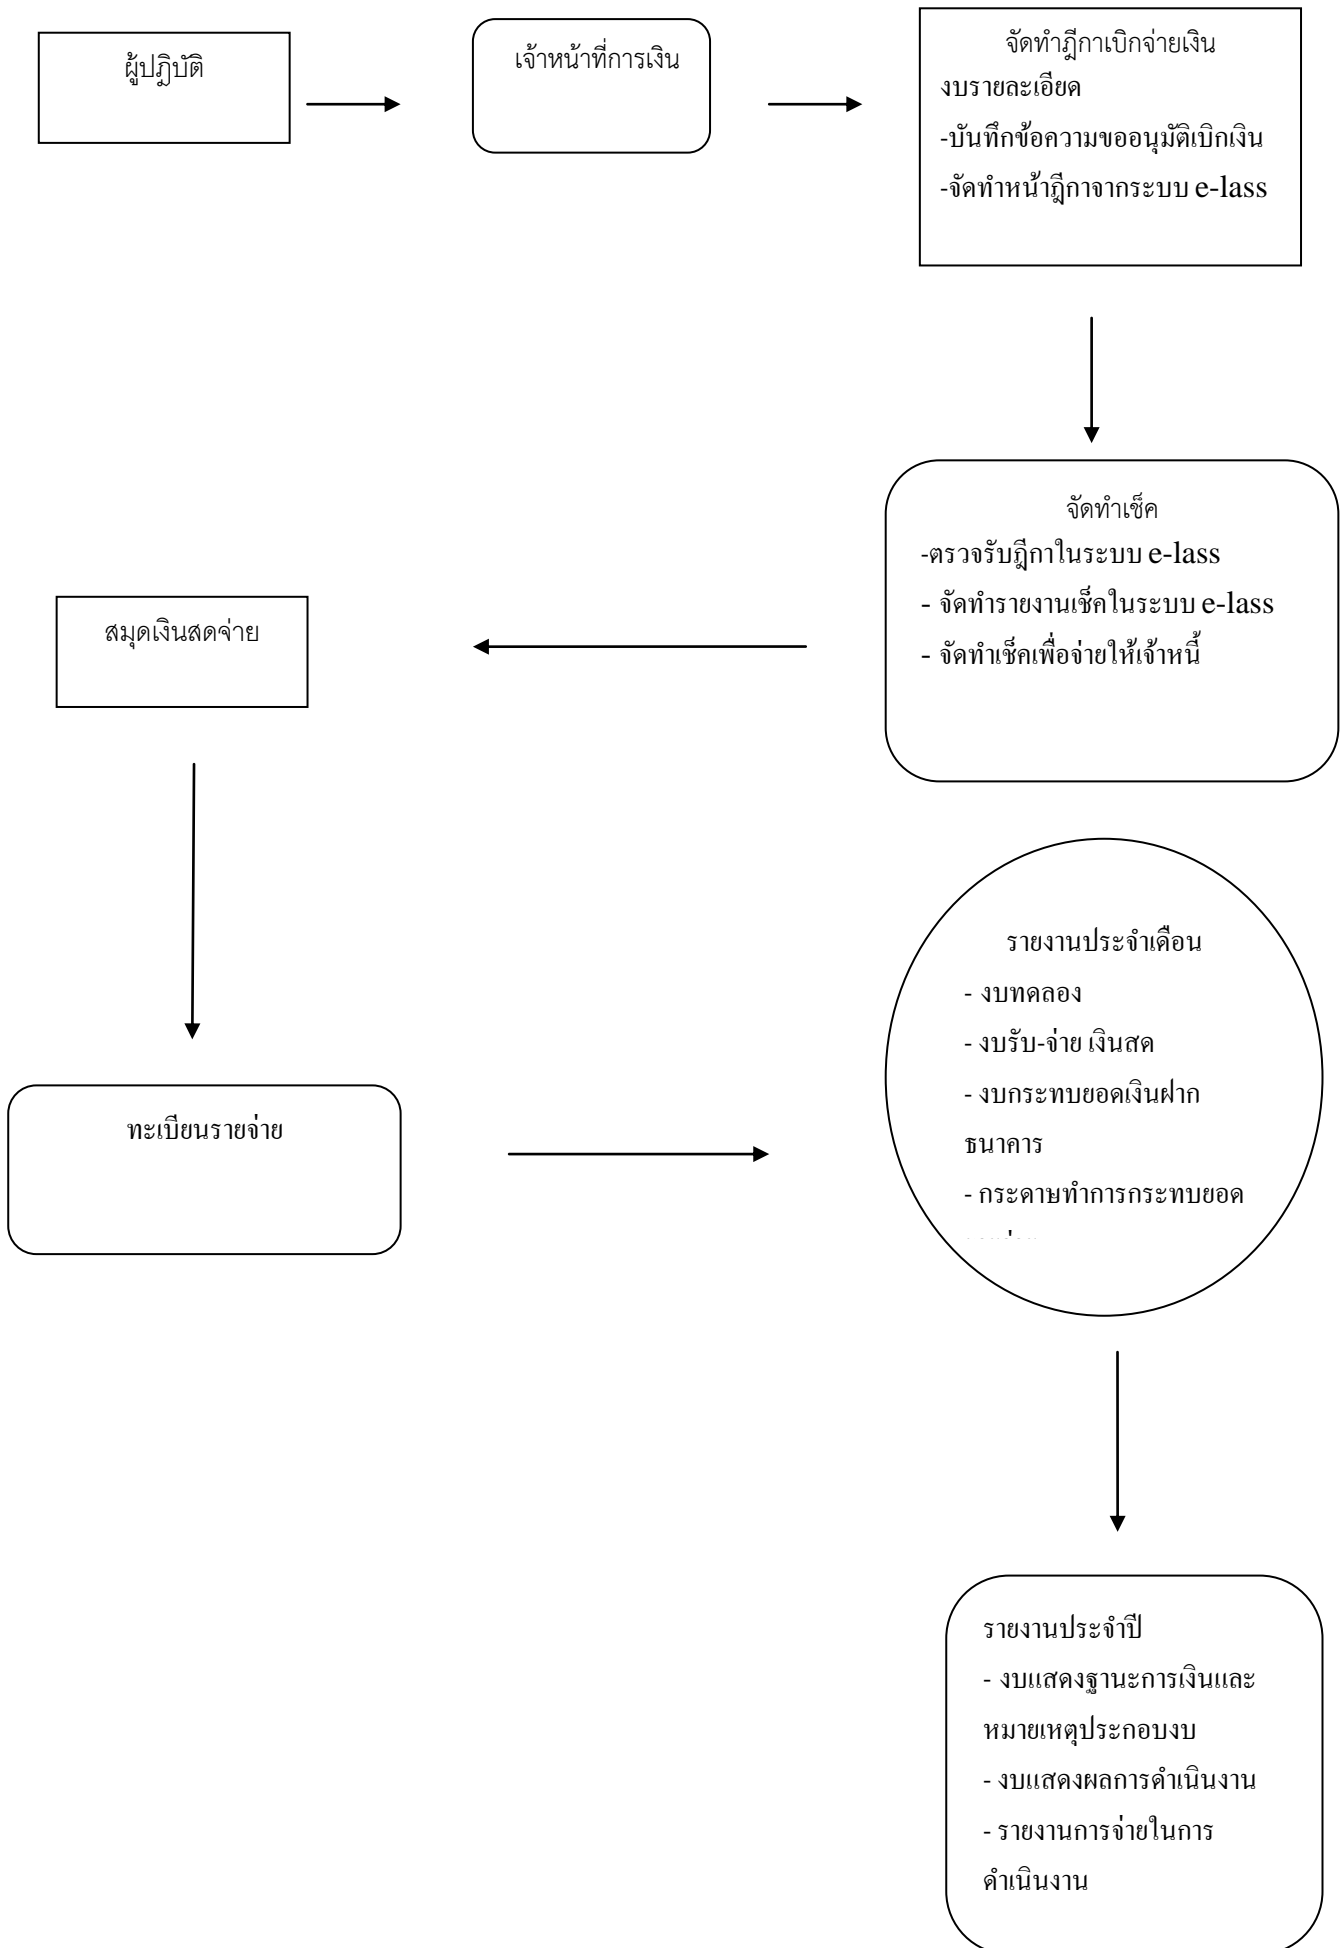 ผู้ปฏิบัติ
เจ้าหน้าที่การเงิน
จัดทำฎีกาเบิกจ่ายเงิน
งบรายละเอียด
-บันทึกข้อความขออนุมัติเบิกเงิน
-จัดทำหน้าฎีกาจากระบบ e-lass
จัดทำเช็ค
-ตรวจรับฎีกาในระบบ e-lass
- จัดทำรายงานเช็คในระบบ e-lass
- จัดทำเช็คเพื่อจ่ายให้เจ้าหนี้
สมุดเงินสดจ่าย
ทะเบียนรายจ่าย
รายงานประจำเดือน
- งบทดลอง
- งบรับ-จ่าย เงินสด
- งบกระทบยอดเงินฝาก
ธนาคาร
- กระดาษทำการกระทบยอด
รายงานประจำปี
- งบแสดงฐานะการเงินและ
หมายเหตุประกอบงบ
- งบแสดงผลการดำเนินงาน
- รายงานการจ่ายในการ
ดำเนินงาน